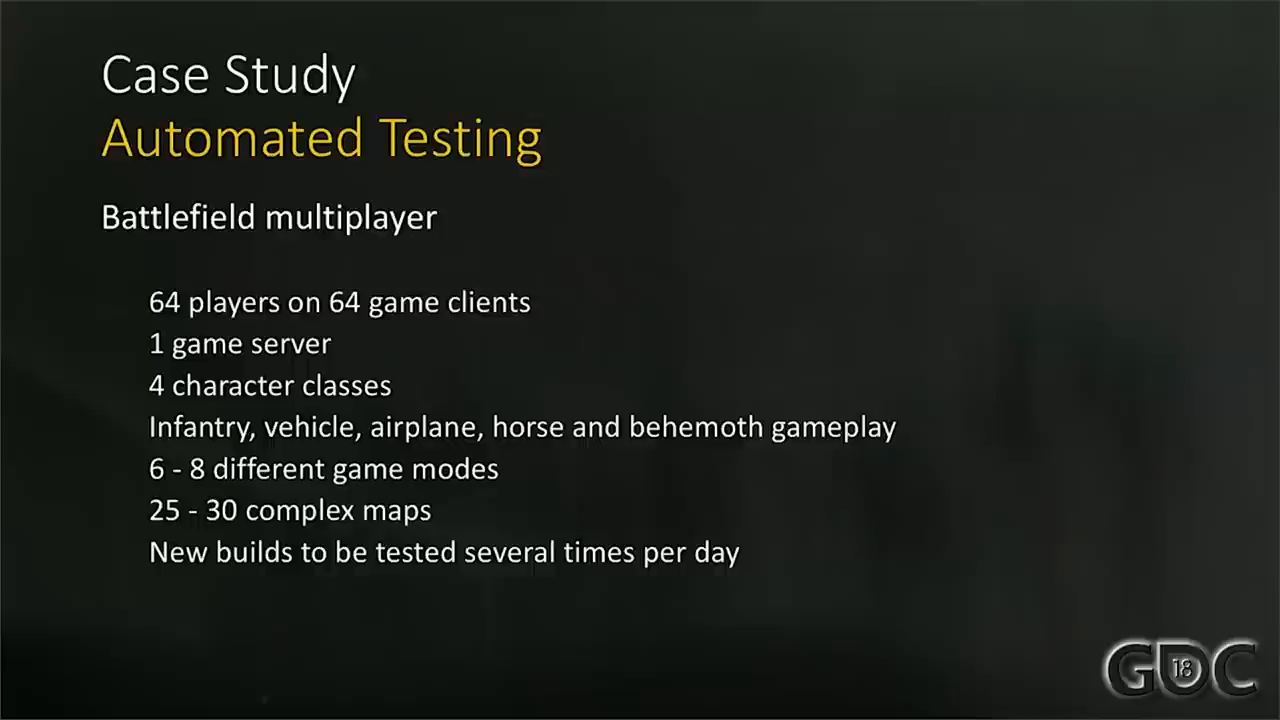 Case Study
Automated Testing
Battlefield multiplayer
64 players on 64 game clients
1 game server
4 character classes
Infantry, vehicle, airplane, horse and behemoth gameplay
6 - 8 different game modes
25 - 30 complex maps
New builds to be tested several times per day
GDC 18